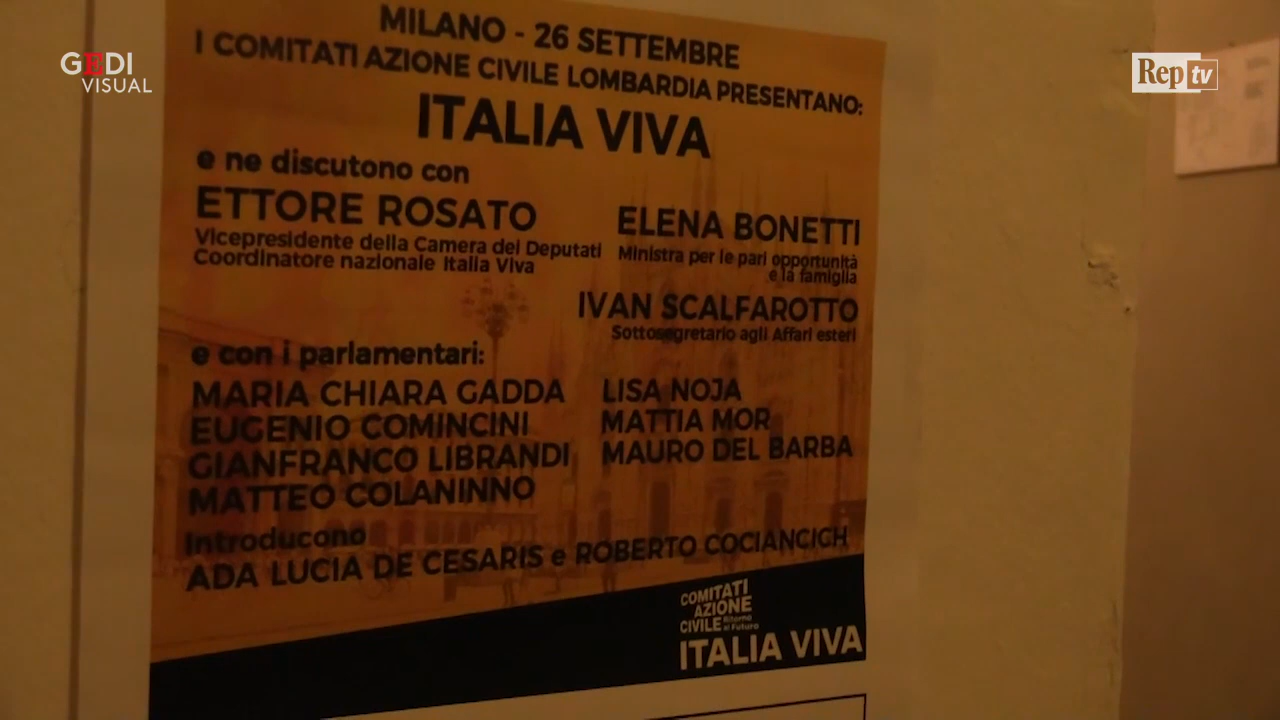 GEDI
VISUAL
Rep tv
MILANO - 26 SETTEMBRE
I COMITATI AZIONE CIVILE LOMBARDIA PRESENTANO:
ITALIA VIVA
e ne discutono con
ETTORE ROSATO
Vicepresidente della Camera dei Deputati
Coordinatore nazionale Italia Viva
ELENA BONETTI
Ministra per le pari opportunità
e la famiglia
IVAN SCALFAROTTO
Sottosegretario agli Affari esteri
e con i parlamentari:
MARIA CHIARA GADDA
EUGENIO COMINCINI
GIANFRANCO LIBRANDI
MATTEO COLANINNO
LISA NOJA
MATTIA MOR
MAURO DEL BARBA
Introducono
ADA LUCIA DE CESARIS e ROBERTO COCIANCICH
COMITATI
AZIONE
CIVILE Ritorno
al Futuro
ITALIA VIVA